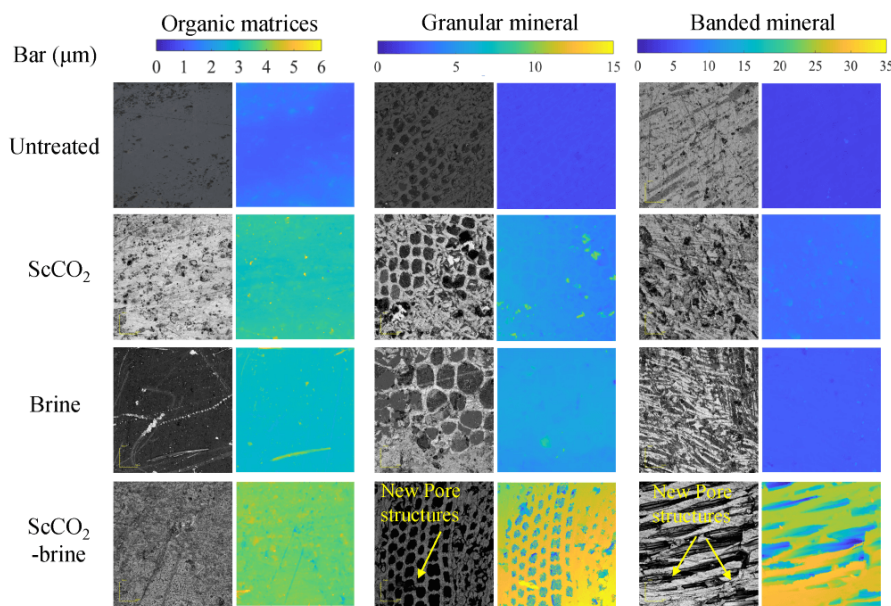 Organic matrices
Granular mineral
Banded mineral
Bar (μm)
0 1 2 3 4 5 6
0 5 10 15
0 5 10 15 20 25 30 35
Untreated
ScCO₂
Brine
ScCO₂
-brine
New Pore
structures
New Pore
structures